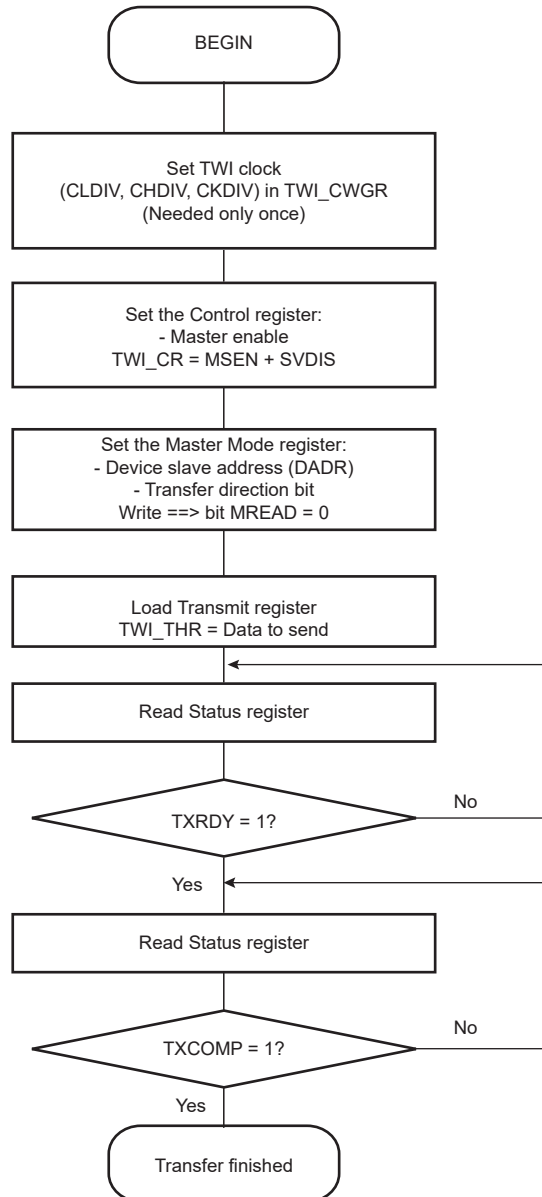 BEGIN
Set TWI clock
(CLDIV, CHDIV, CKDIV) in TWI_CWGR
(Needed only once)
Set the Control register:
- Master enable
TWI_CR = MSEN + SVDIS
Set the Master Mode register:
- Device slave address (DADR)
- Transfer direction bit
Write ==> bit MREAD = 0
Load Transmit register
TWI_THR = Data to send
Read Status register
TXRDY = 1?
No
Yes
Read Status register
TXCOMP = 1?
No
Yes
Transfer finished